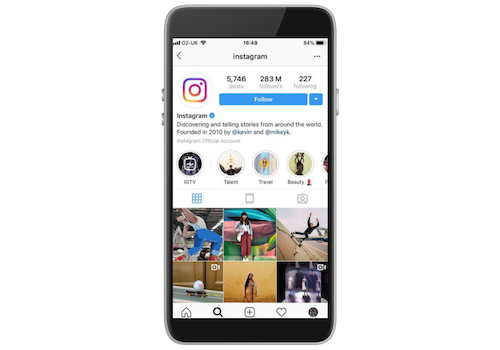 O2-UK 16:49 84%
instagram
5,746 283 M 227
posts followers following
Follow
Instagram
Discovering and telling stories from around the world.
Founded in 2010 by @kevin and @mikeyk.
Instagram Official Account
IGTV Talent Travel Beauty 💄